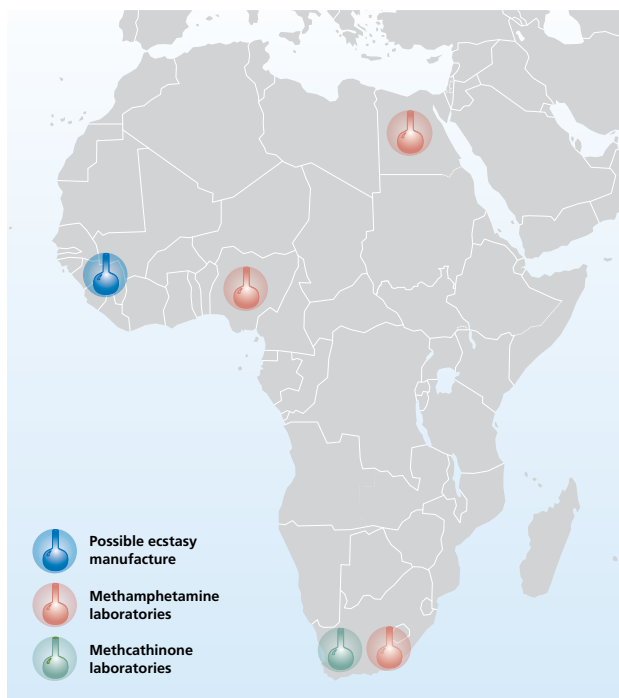 Possible ecstasy
manufacture
Methamphetamine
laboratories
Methcathinone
laboratories